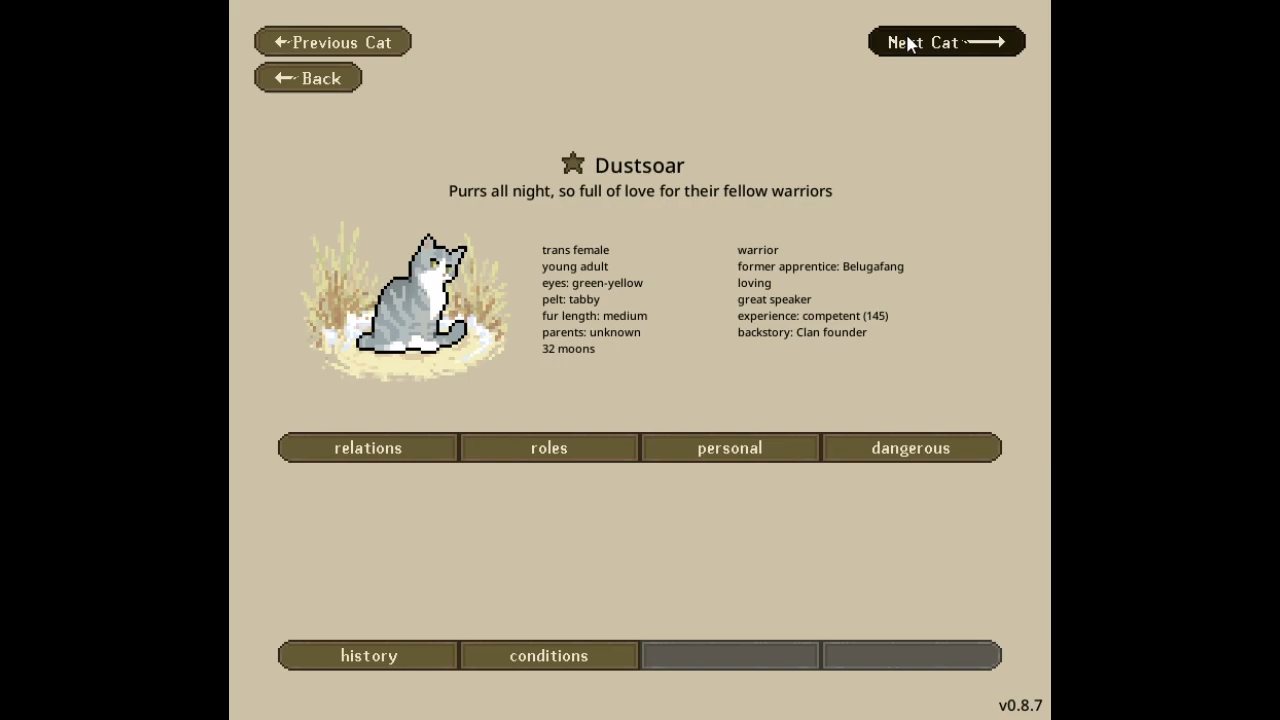 Previous Cat
Next Cat
Back
Dustsoar
Purrs all night, so full of love for their fellow warriors
trans female
young adult
eyes: green-yellow
pelt: tabby
fur length: medium
parents: unknown
32 moons
warrior
former apprentice: Belugafang
loving
great speaker
experience: competent (145)
backstory: Clan founder
relations
roles
personal
dangerous
history
conditions
v0.8.7